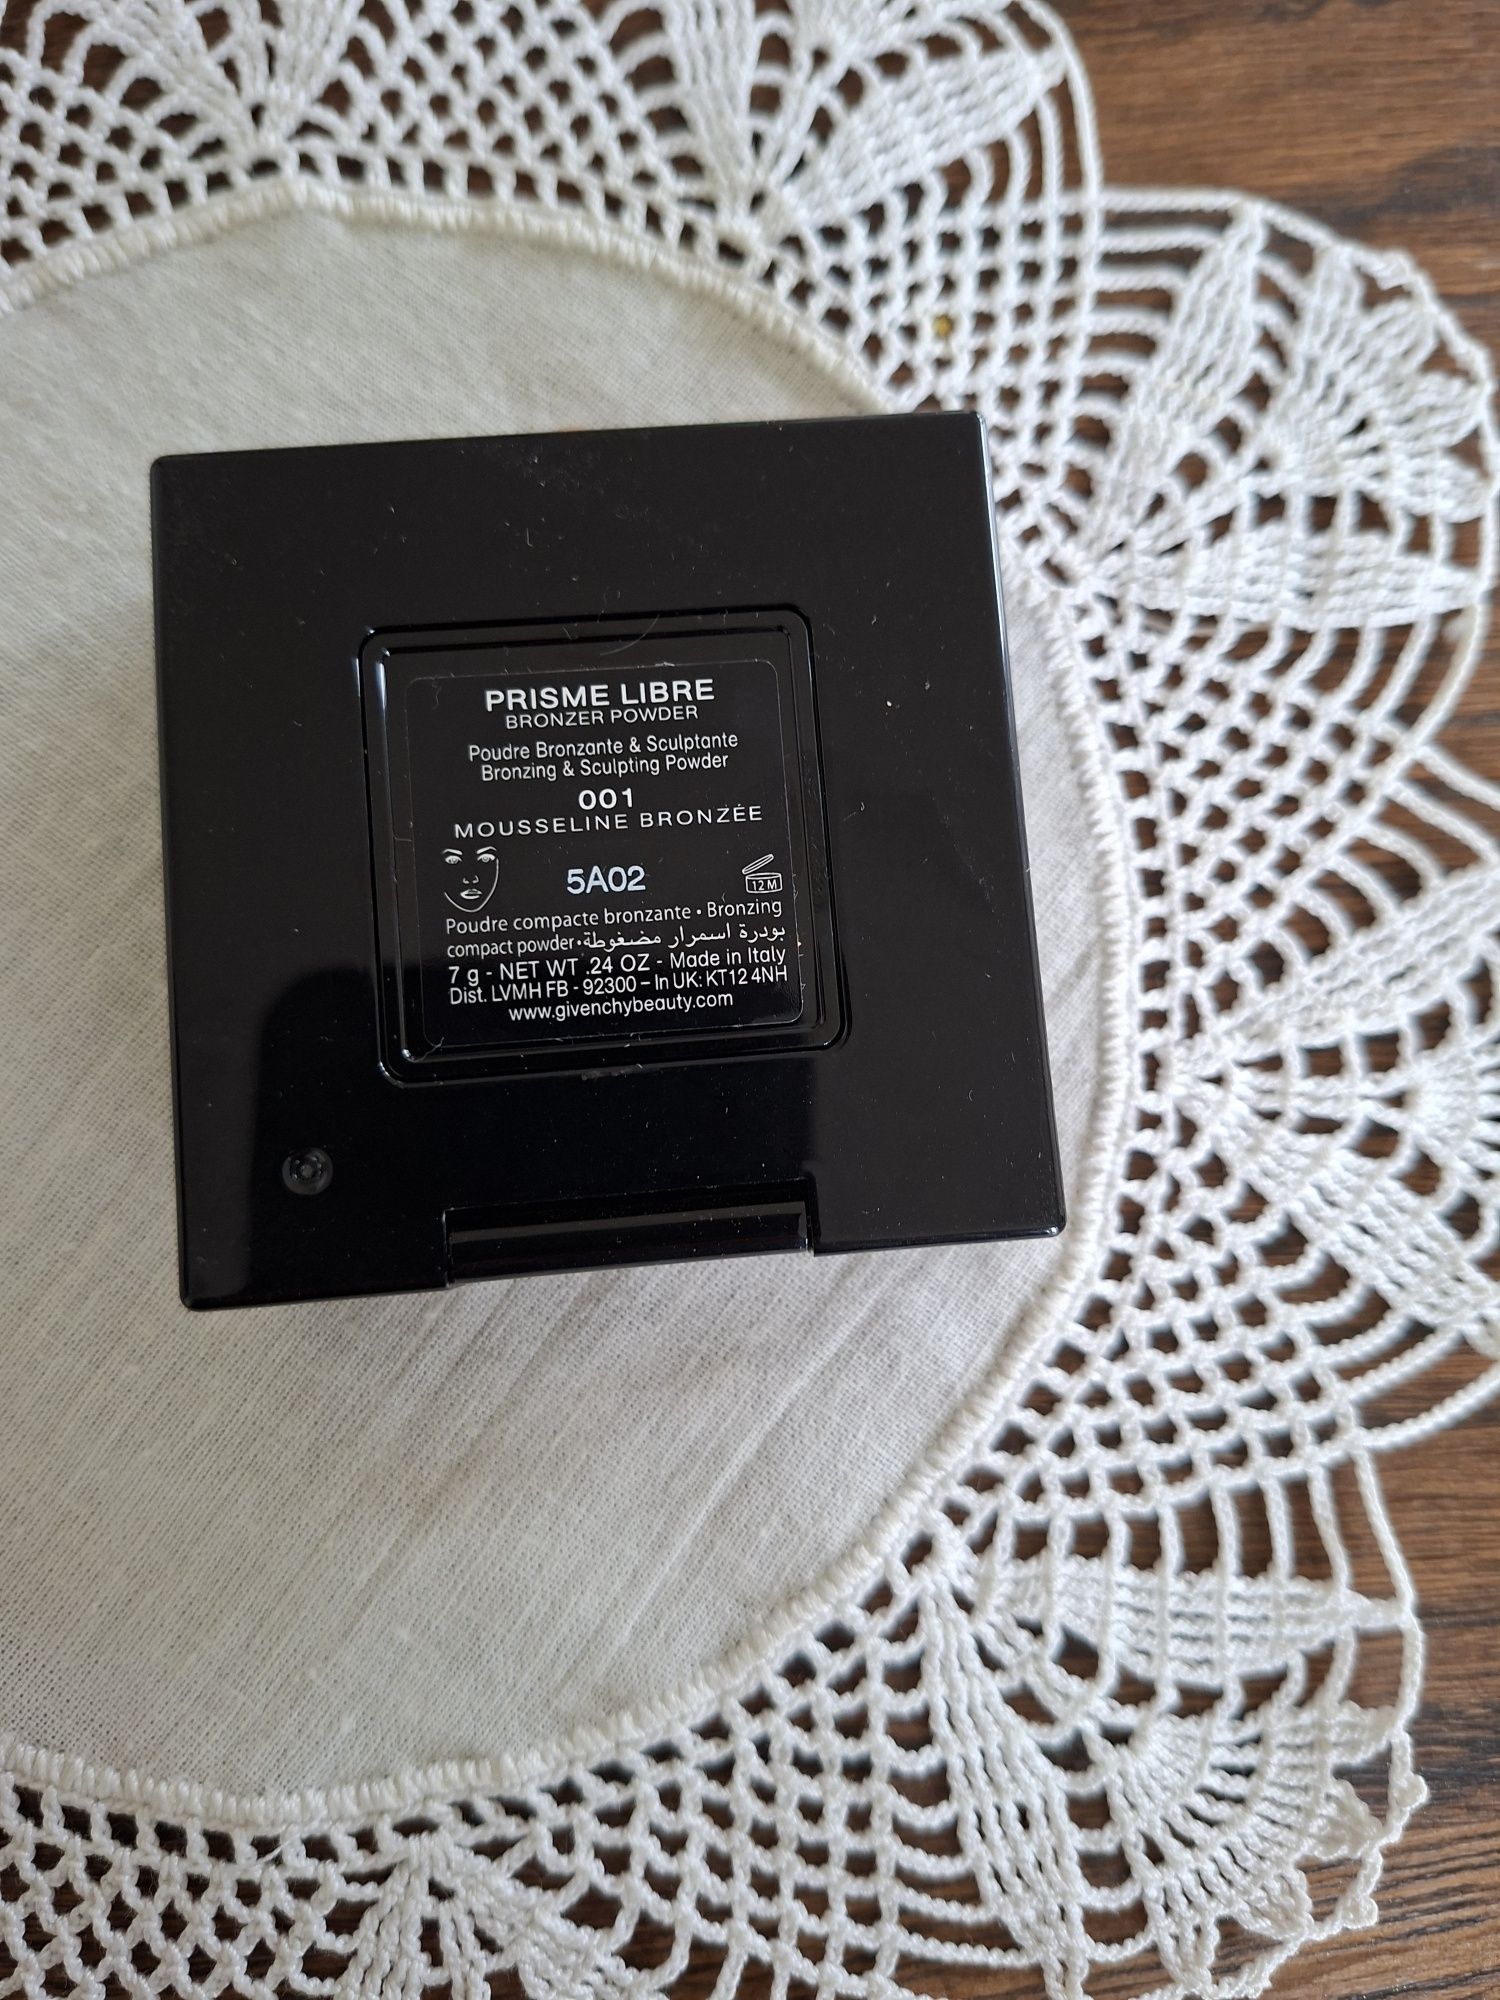 PRISME LIBRE
BRONZER POWDER
Poudre Bronzante & Sculptante
Bronzing & Sculpting Powder
001
MOUSSELINE BRONZÉE
5A02
12 M
Poudre compacte bronzante • Bronzing
compact powder • بودرة اسمرار مضغوطة
7 g - NET WT .24 OZ - Made in Italy
Dist. LVMH FB - 92300 – In UK: KT12 4NH
www.givenchybeauty.com